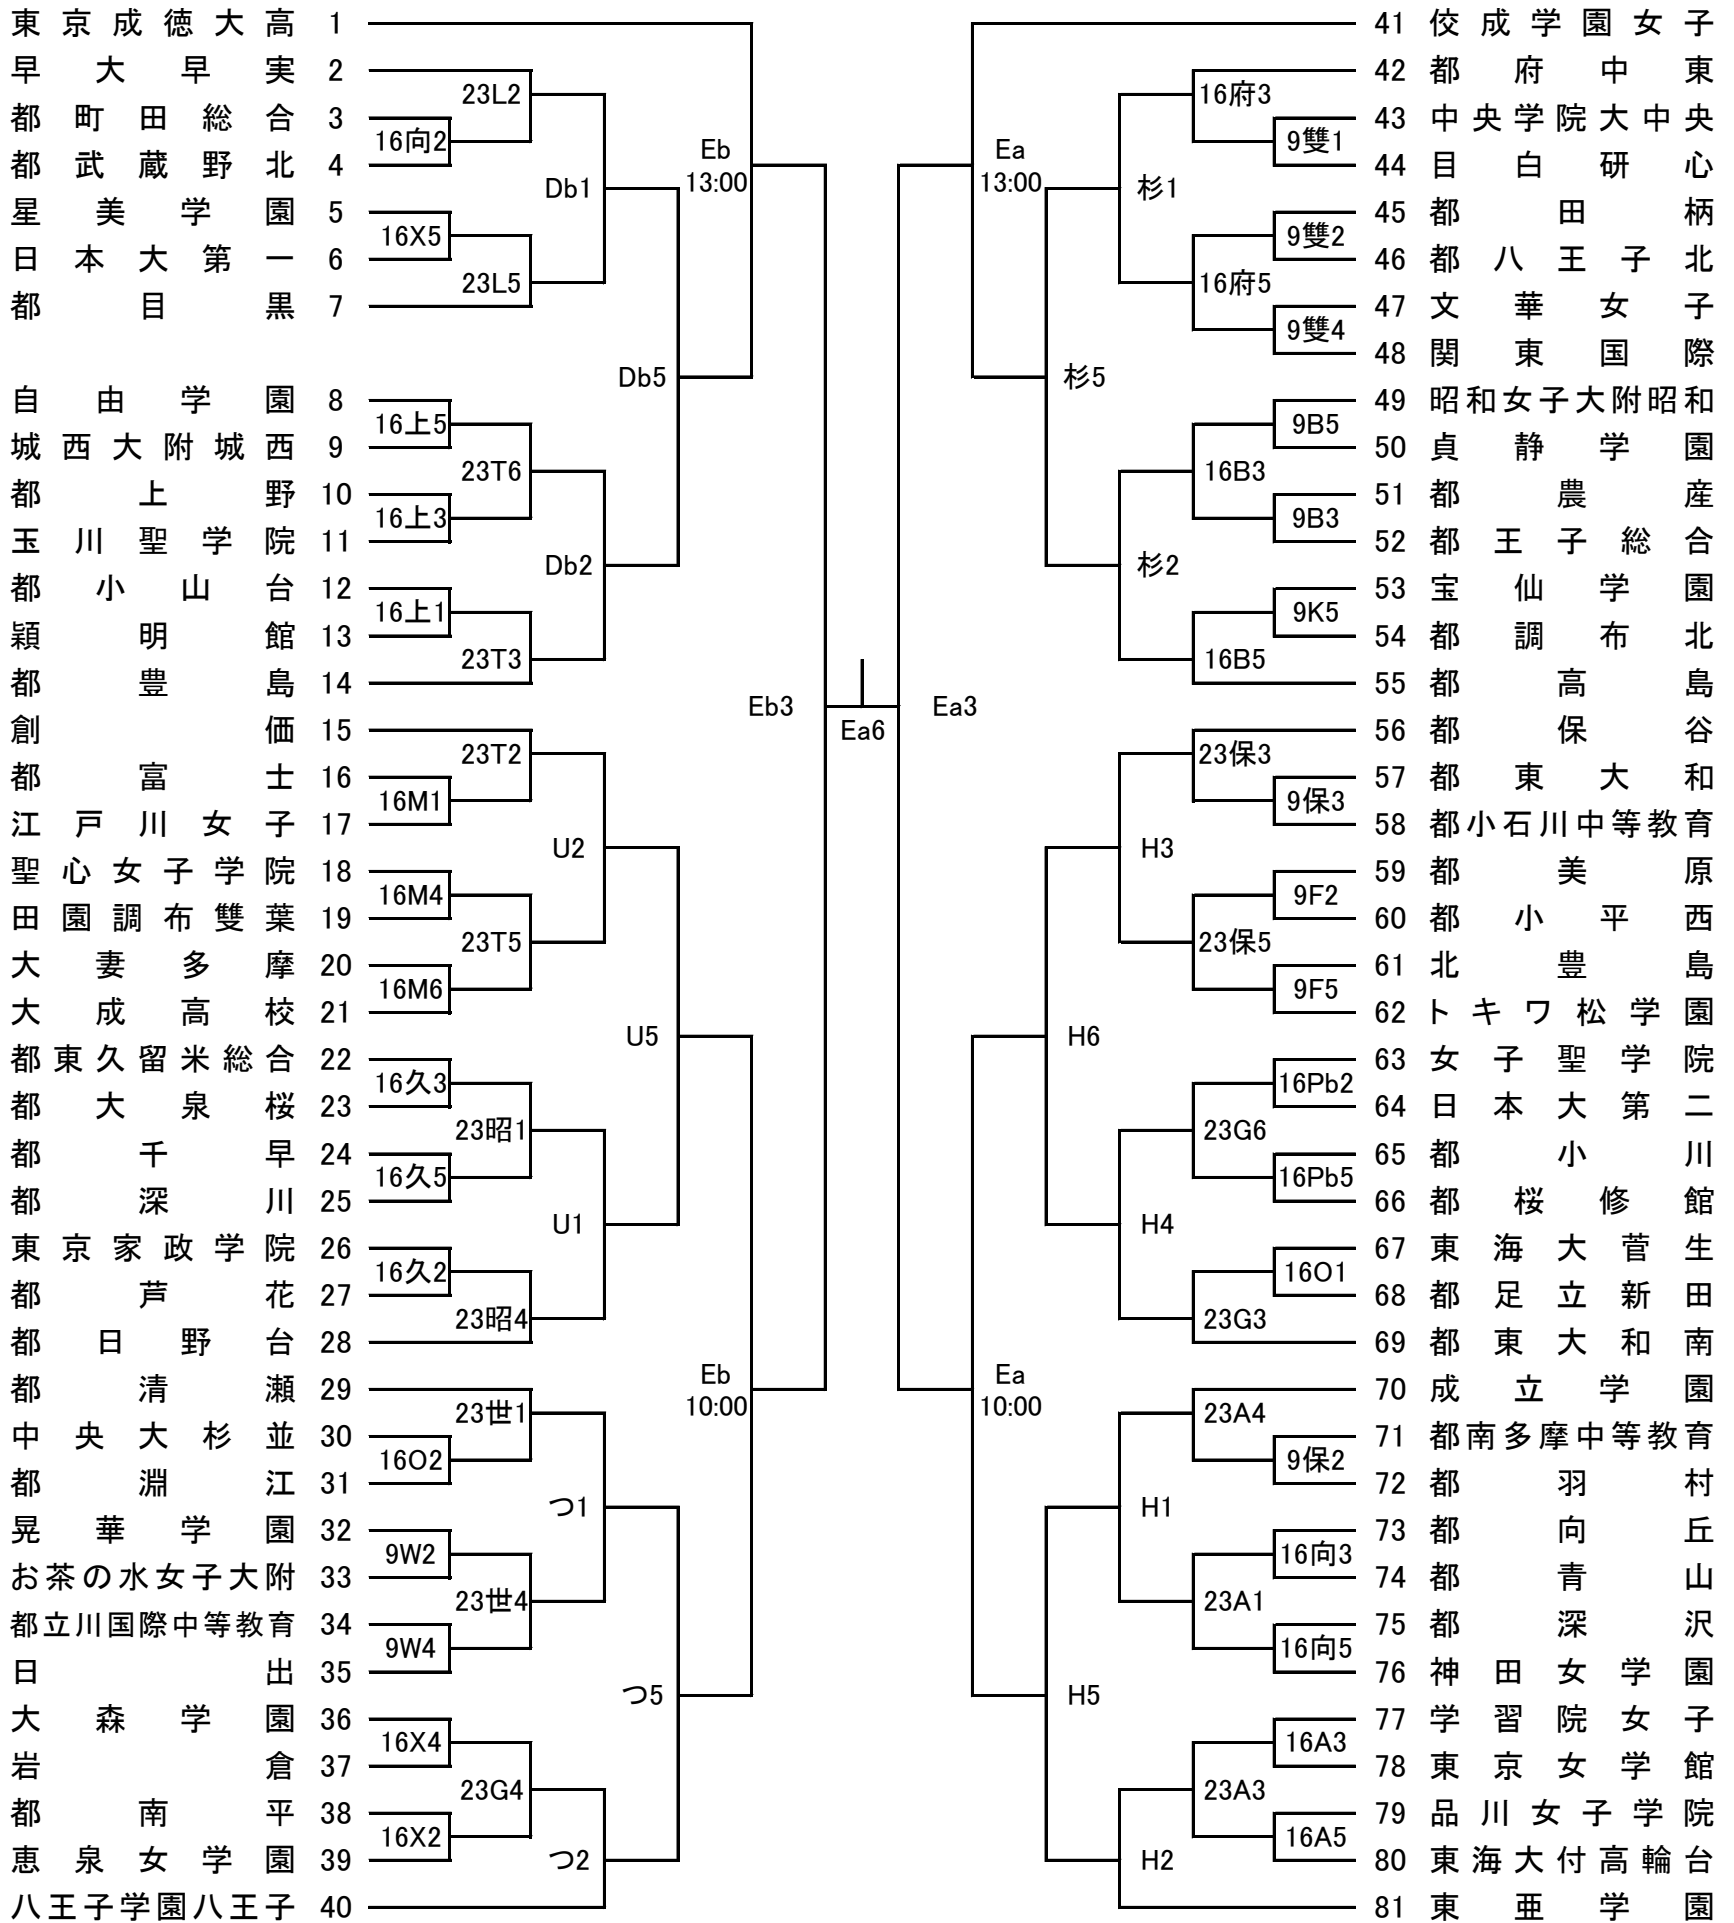 東京成徳大高 1
早大早実 2
都町田総合 3
都武蔵野北 4
星美学園 5
日本大第一 6
都目黒 7
自由学園 8
城西大附城西 9
都上野 10
玉川聖学院 11
都小山台 12
穎明館 13
都豊島 14
創価 15
都富士 16
江戸川女子 17
聖心女子学院 18
田園調布雙葉 19
大妻多摩 20
大成高校 21
都東久留米総合 22
都大泉桜 23
都千早 24
都深川 25
東京家政学院 26
都芦花 27
都日野台 28
都清瀬 29
中央大杉並 30
都淵江 31
晃華学園 32
お茶の水女子大附 33
都立川国際中等教育 34
日出 35
大森学園 36
岩倉 37
都南平 38
恵泉女学園 39
八王子学園八王子 40
16向2
16X5
16上5
16上3
16上1
16M1
16M4
16M6
16久3
16久5
16久2
16O2
9W2
9W4
16X4
16X2
23L2
23L5
23T6
23T3
23T2
23T5
23昭1
23昭4
23世1
23世4
23G4
Db1
Db2
U2
U1
つ1
つ2
Db5
U5
つ5
Eb
13:00
Eb
10:00
Eb3
Ea6
Ea3
Ea
13:00
Ea
10:00
杉5
H6
H5
杉1
杉2
H3
H4
H1
H2
16府3
16府5
16B3
16B5
23保3
23保5
23G6
23G3
23A4
23A1
23A3
9雙1
9雙2
9雙4
9B5
9B3
9K5
9保3
9F2
9F5
16Pb2
16Pb5
16O1
9保2
16向3
16向5
16A3
16A5
41 佼成学園女子
42 都府中東
43 中央学院大中央
44 目白研心
45 都田柄
46 都八王子北
47 文華女子
48 関東国際
49 昭和女子大附昭和
50 貞静学園
51 都農産
52 都王子総合
53 宝仙学園
54 都調布北
55 都高島
56 都保谷
57 都東大和
58 都小石川中等教育
59 都美原
60 都小平西
61 北豊島
62 トキワ松学園
63 女子聖学院
64 日本大第二
65 都小川
66 都桜修館
67 東海大菅生
68 都足立新田
69 都東大和南
70 成立学園
71 都南多摩中等教育
72 都羽村
73 都向丘
74 都青山
75 都深沢
76 神田女学園
77 学習院女子
78 東京女学館
79 品川女子学院
80 東海大付高輪台
81 東亜学園